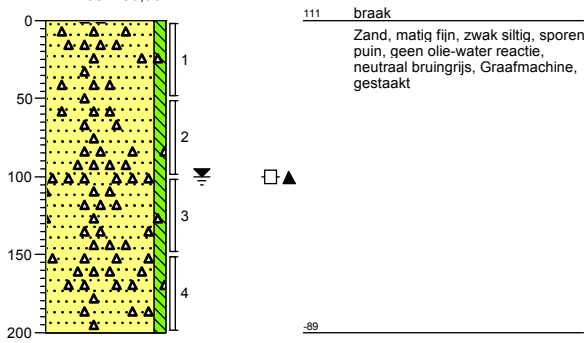 0
50
100
150
200
1
2
3
4
111 braak
Zand, matig fijn, zwak siltig, sporen
puin, geen olie-water reactie,
neutraal bruingrijs, Graafmachine,
gestaakt
-89